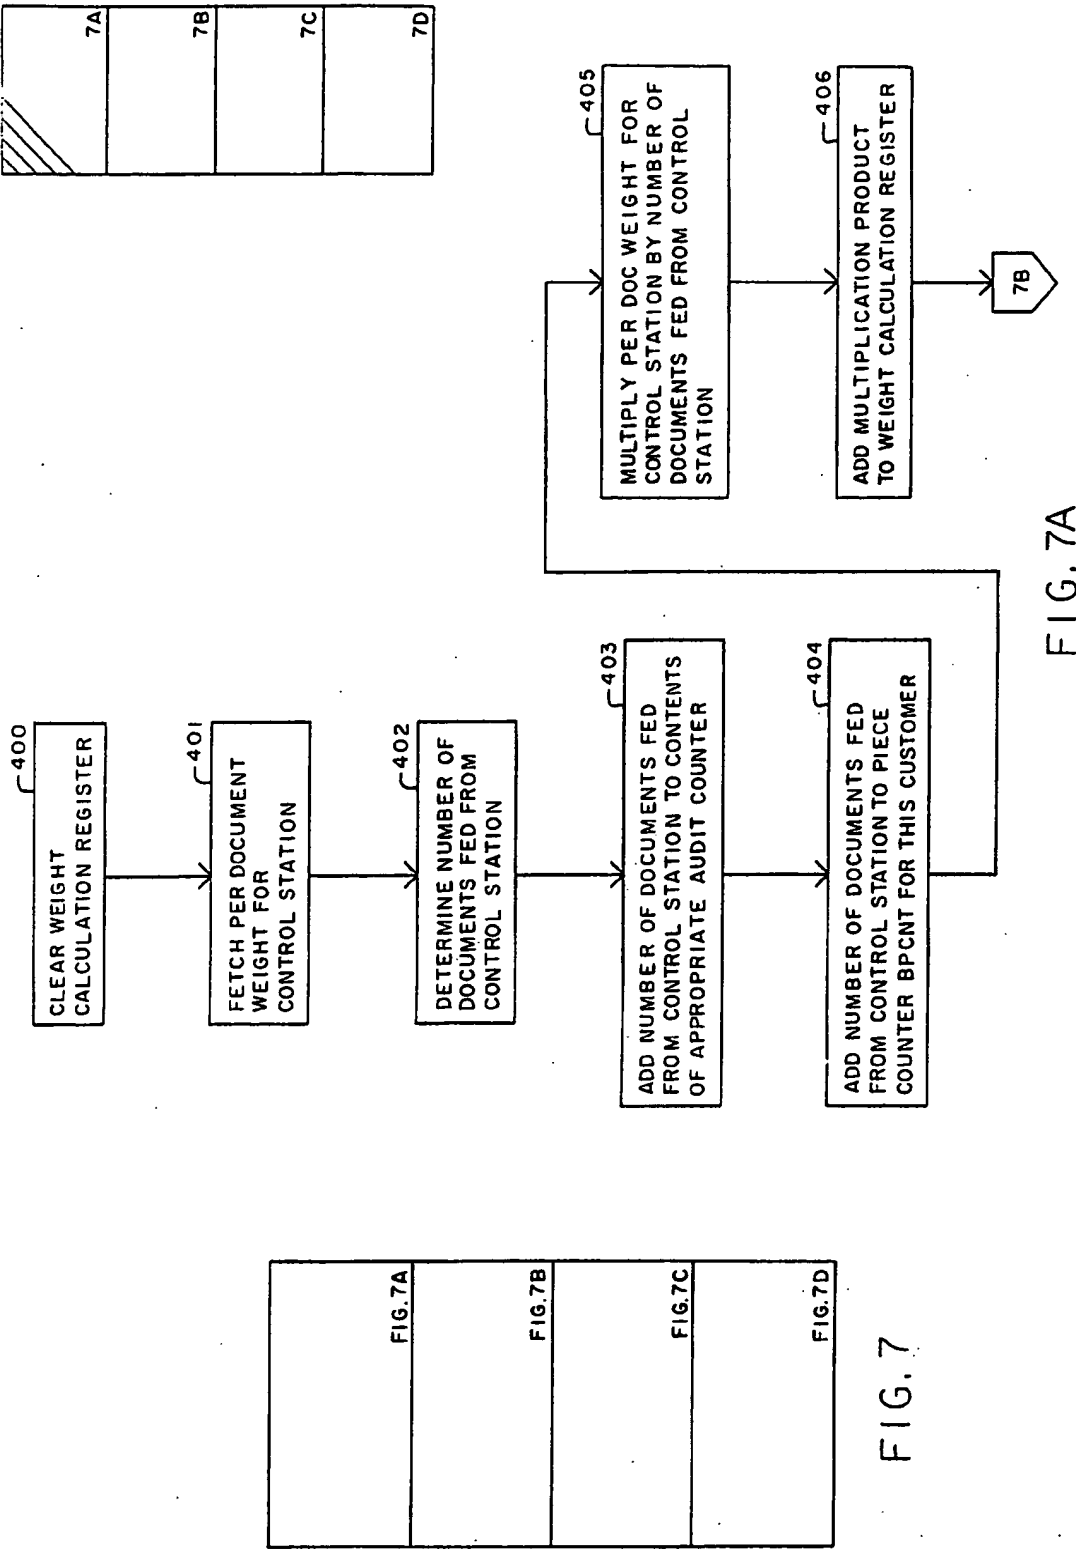 7A
7B
7C
7D
400
CLEAR WEIGHT
CALCULATION REGISTER
401
FETCH PER DOCUMENT
WEIGHT FOR
CONTROL STATION
402
DETERMINE NUMBER OF
DOCUMENTS FED FROM
CONTROL STATION
403
ADD NUMBER OF DOCUMENTS FED
FROM CONTROL STATION TO CONTENTS
OF APPROPRIATE AUDIT COUNTER
404
ADD NUMBER OF DOCUMENTS FED
FROM CONTROL STATION TO PIECE
COUNTER BPCNT FOR THIS CUSTOMER
405
MULTIPLY PER DOC WEIGHT FOR
CONTROL STATION BY NUMBER OF
DOCUMENTS FED FROM CONTROL
STATION
406
ADD MULTIPLICATION PRODUCT
TO WEIGHT CALCULATION REGISTER
7B
FIG. 7A
FIG.7A
FIG.7B
FIG.7C
FIG.7D
FIG. 7